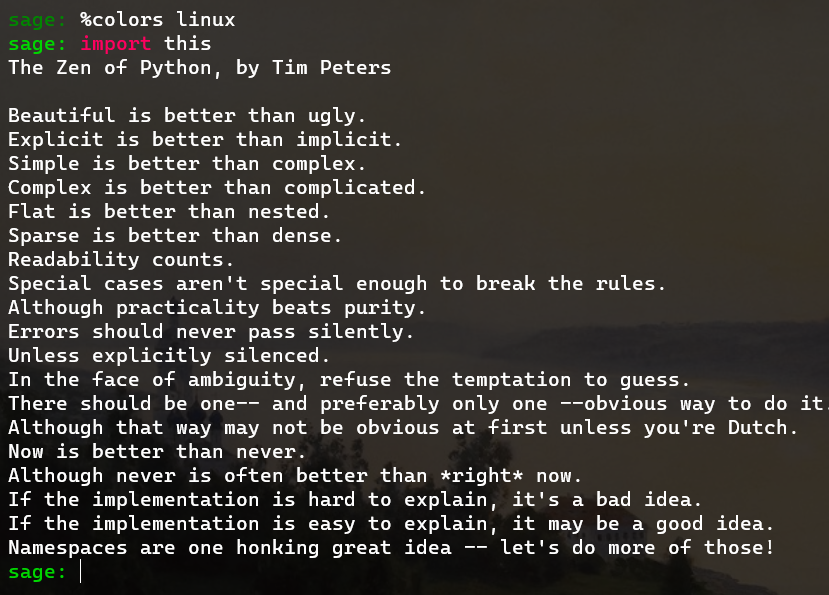 sage: %colors linux
sage: import this
The Zen of Python, by Tim Peters

Beautiful is better than ugly.
Explicit is better than implicit.
Simple is better than complex.
Complex is better than complicated.
Flat is better than nested.
Sparse is better than dense.
Readability counts.
Special cases aren't special enough to break the rules.
Although practicality beats purity.
Errors should never pass silently.
Unless explicitly silenced.
In the face of ambiguity, refuse the temptation to guess.
There should be one-- and preferably only one --obvious way to do it.
Although that way may not be obvious at first unless you're Dutch.
Now is better than never.
Although never is often better than *right* now.
If the implementation is hard to explain, it's a bad idea.
If the implementation is easy to explain, it may be a good idea.
Namespaces are one honking great idea -- let's do more of those!
sage: